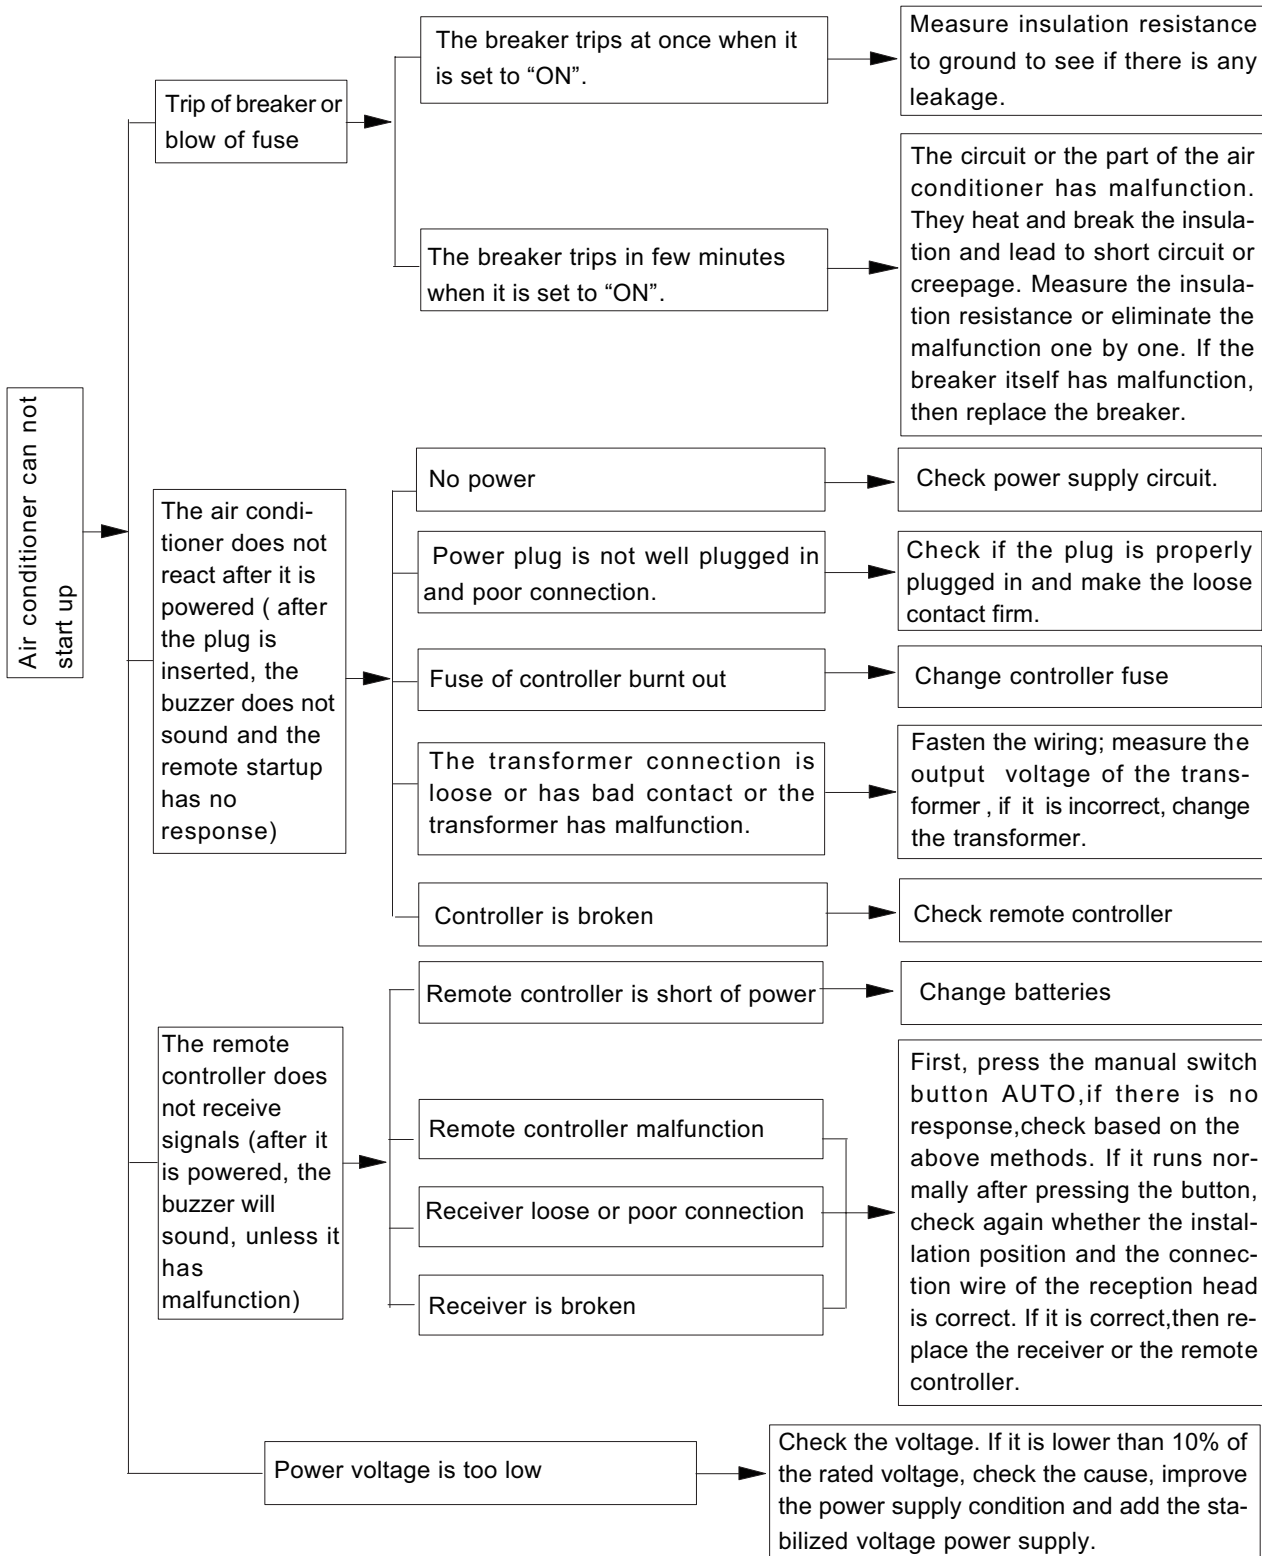 Air conditioner can not
start up
Trip of breaker or
blow of fuse
The breaker trips at once when it
is set to “ON”.
Measure insulation resistance
to ground to see if there is any
leakage.
The breaker trips in few minutes
when it is set to “ON”.
The circuit or the part of the air
conditioner has malfunction.
They heat and break the insula-
tion and lead to short circuit or
creepage. Measure the insula-
tion resistance or eliminate the
malfunction one by one. If the
breaker itself has malfunction,
then replace the breaker.
The air condi-
tioner does not
react after it is
powered ( after
the plug is
inserted, the
buzzer does not
sound and the
remote startup
has no
response)
No power
Check power supply circuit.
Power plug is not well plugged in
and poor connection.
Check if the plug is properly
plugged in and make the loose
contact firm.
Fuse of controller burnt out
Change controller fuse
The transformer connection is
loose or has bad contact or the
transformer has malfunction.
Fasten the wiring; measure the
output voltage of the trans-
former , if it is incorrect, change
the transformer.
Controller is broken
Check remote controller
The remote
controller does
not receive
signals (after it
is powered, the
buzzer will
sound, unless it
has
malfunction)
Remote controller is short of power
Change batteries
Remote controller malfunction
Receiver loose or poor connection
Receiver is broken
First, press the manual switch
button AUTO,if there is no
response,check based on the
above methods. If it runs nor-
mally after pressing the button,
check again whether the instal-
lation position and the connec-
tion wire of the reception head
is correct. If it is correct,then re-
place the receiver or the remote
controller.
Power voltage is too low
Check the voltage. If it is lower than 10% of
the rated voltage, check the cause, improve
the power supply condition and add the sta-
bilized voltage power supply.